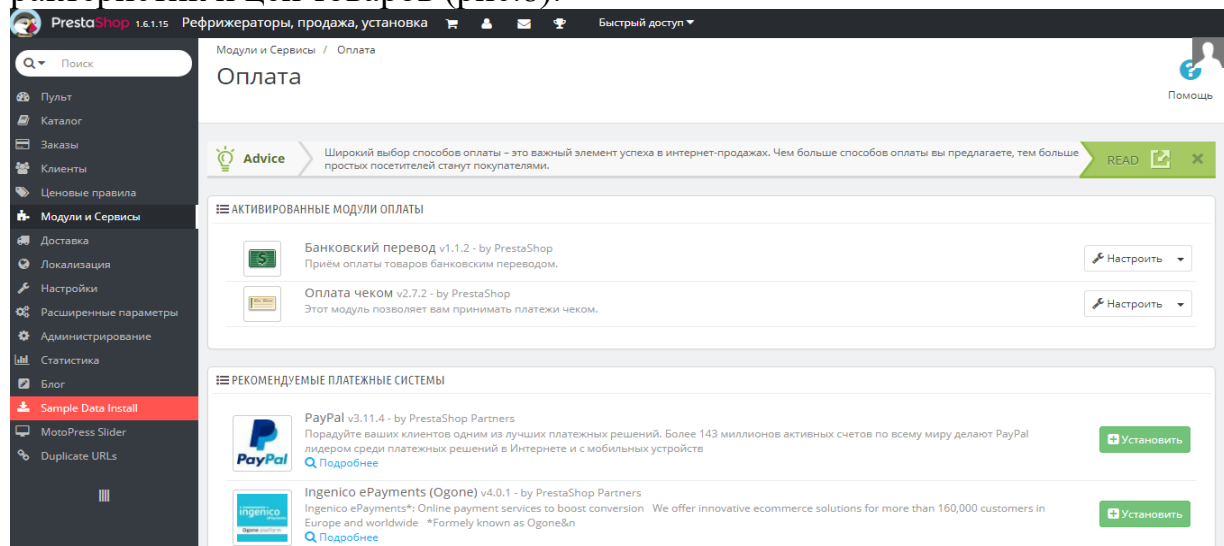 рактеристик и цен товаров (рис.6).
PrestaShop 1.6.1.15 Рефрижераторы, продажа, установка Быстрый доступ
Модули и Сервисы / Оплата
Оплата
Помощь
Поиск
Пульт
Каталог
Заказы
Клиенты
Ценовые правила
Модули и Сервисы
Доставка
Локализация
Настройки
Расширенные параметры
Администрирование
Статистика
Блог
Sample Data Install
MotoPress Slider
Duplicate URLs
Advice
Широкий выбор способов оплаты – это важный элемент успеха в интернет-продажах. Чем больше способов оплаты вы предлагаете, тем больше
простых посетителей станут покупателями.
READ
АКТИВИРОВАННЫЕ МОДУЛИ ОПЛАТЫ
Банковский перевод v1.1.2 - by PrestaShop
Приём оплаты товаров банковским переводом.
Настроить
Оплата чеком v2.7.2 - by PrestaShop
Этот модуль позволяет вам принимать платежи чеком.
Настроить
РЕКОМЕНДУЕМЫЕ ПЛАТЕЖНЫЕ СИСТЕМЫ
PayPal
PayPal v3.11.4 - by PrestaShop Partners
Порадуйте ваших клиентов одним из лучших платежных решений. Более 143 миллионов активных счетов по всему миру делают PayPal
лидером среди платежных решений в Интернете и с мобильных устройств
Подробнее
Установить
ingenico
Ingenico ePayments (Ogone) v4.0.1 - by PrestaShop Partners
Ingenico ePayments*: Online payment services to boost conversion We offer innovative ecommerce solutions for more than 160,000 customers in
Europe and worldwide *Formely known as Ogone&n
Подробнее
Установить